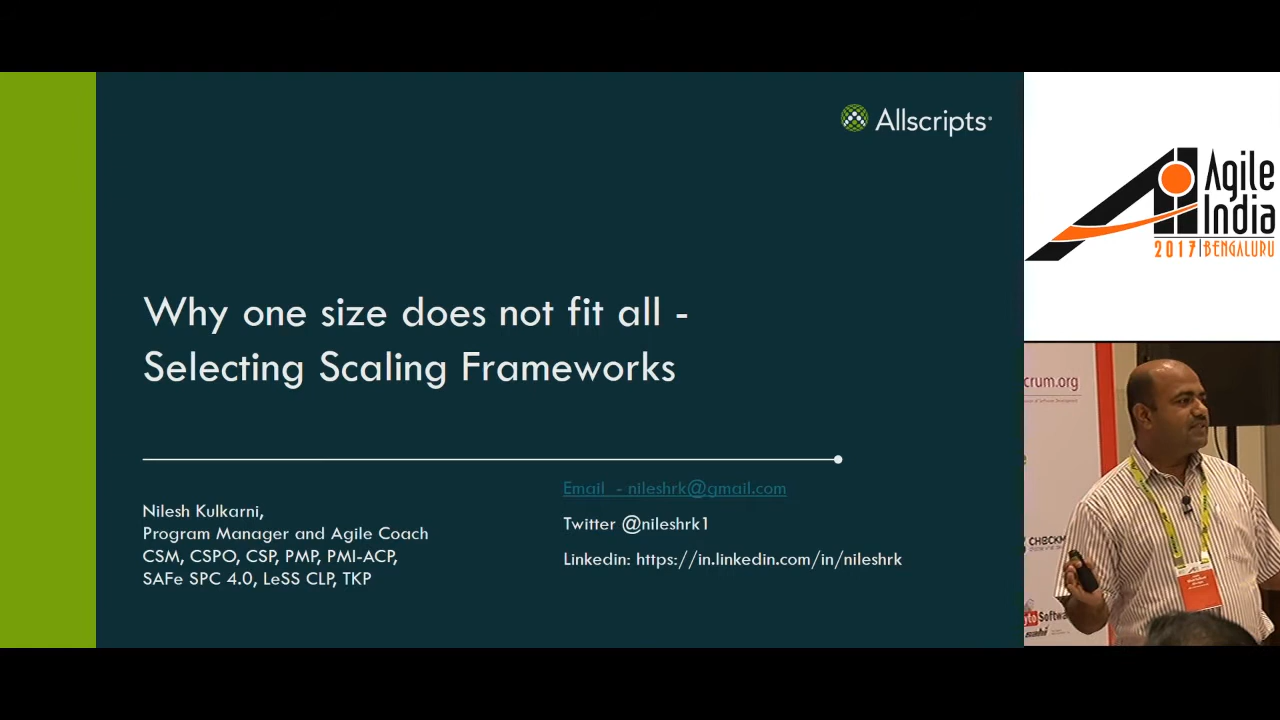 Allscripts
Why one size does not fit all -
Selecting Scaling Frameworks
Nilesh Kulkarni,
Program Manager and Agile Coach
CSM, CSPO, CSP, PMP, PMI-ACP,
SAFe SPC 4.0, LeSS CLP, TKP
Email - nileshrk@gmail.com
Twitter @nileshrk1
Linkedin: https://in.linkedin.com/in/nileshrk
Agile
India
2017 | BENGALURU
crum.org
CHECKM